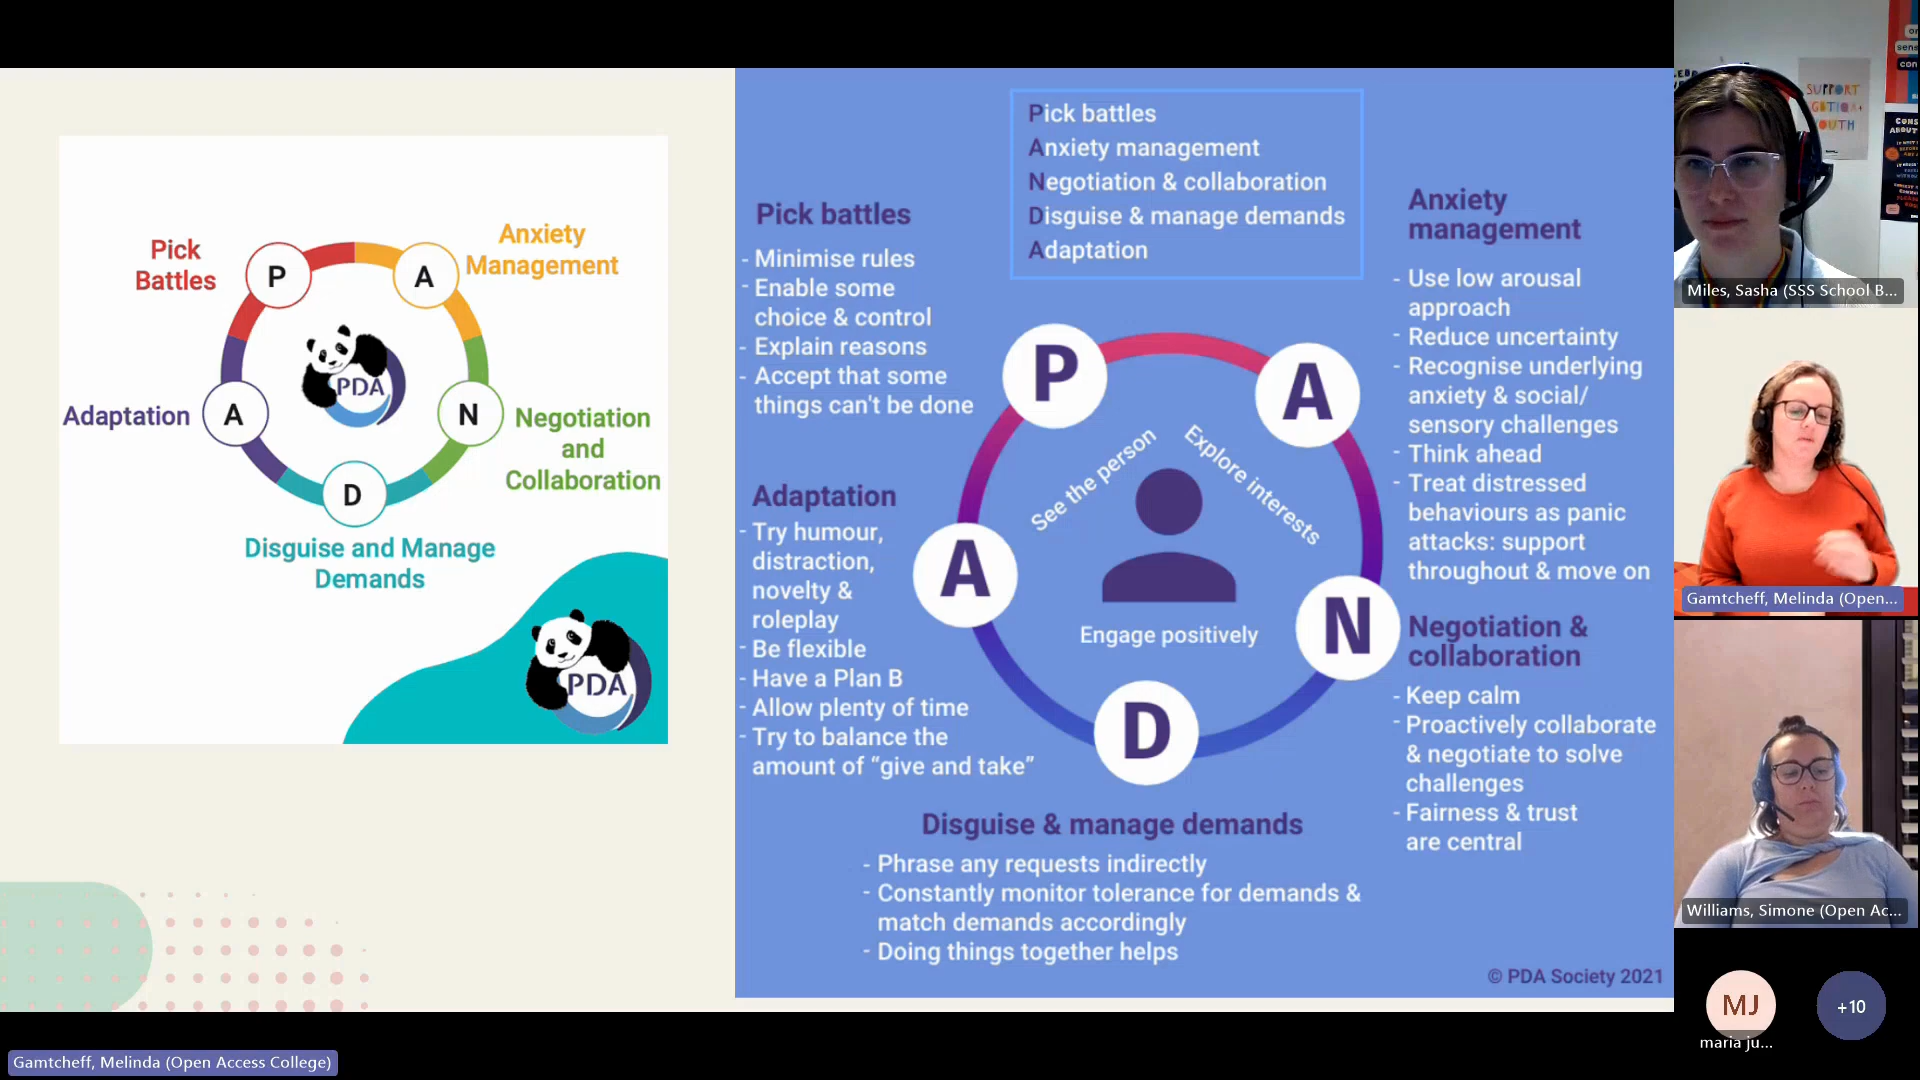 Pick
Battles
Anxiety
Management
P
A
PDA
Adaptation
A
N
Negotiation
and
Collaboration
D
Disguise and Manage
Demands
PDA
Pick battles
Anxiety management
Negotiation & collaboration
Disguise & manage demands
Adaptation
Pick battles
- Minimise rules
- Enable some
choice & control
- Explain reasons
- Accept that some
things can't be done
Anxiety
management
- Use low arousal
approach
- Reduce uncertainty
- Recognise underlying
anxiety & social/
sensory challenges
- Think ahead
- Treat distressed
behaviours as panic
attacks: support
throughout & move on
P
A
See the person
Explore interests
Engage positively
A
N
D
Adaptation
- Try humour,
distraction,
novelty &
roleplay
- Be flexible
- Have a Plan B
- Allow plenty of time
- Try to balance the
amount of “give and take”
Negotiation &
collaboration
- Keep calm
- Proactively collaborate
& negotiate to solve
challenges
- Fairness & trust
are central
Disguise & manage demands
- Phrase any requests indirectly
- Constantly monitor tolerance for demands &
match demands accordingly
- Doing things together helps
© PDA Society 2021
SUPPORT
OUTH
Miles, Sasha (SSS School B...
Gamtcheff, Melinda (Open...
Williams, Simone (Open Ac...
MJ
maria ju...
+10
Gamtcheff, Melinda (Open Access College)